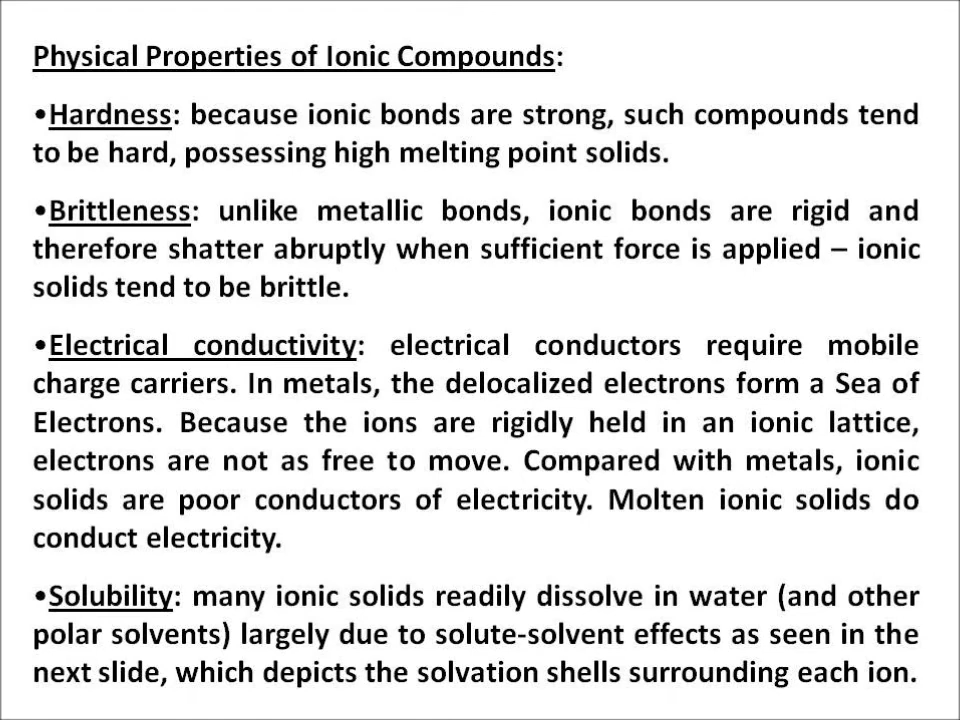 Physical Properties of Ionic Compounds:
•Hardness: because ionic bonds are strong, such compounds tend
to be hard, possessing high melting point solids.
•Brittleness: unlike metallic bonds, ionic bonds are rigid and
therefore shatter abruptly when sufficient force is applied – ionic
solids tend to be brittle.
•Electrical conductivity: electrical conductors require mobile
charge carriers. In metals, the delocalized electrons form a Sea of
Electrons. Because the ions are rigidly held in an ionic lattice,
electrons are not as free to move. Compared with metals, ionic
solids are poor conductors of electricity. Molten ionic solids do
conduct electricity.
•Solubility: many ionic solids readily dissolve in water (and other
polar solvents) largely due to solute-solvent effects as seen in the
next slide, which depicts the solvation shells surrounding each ion.